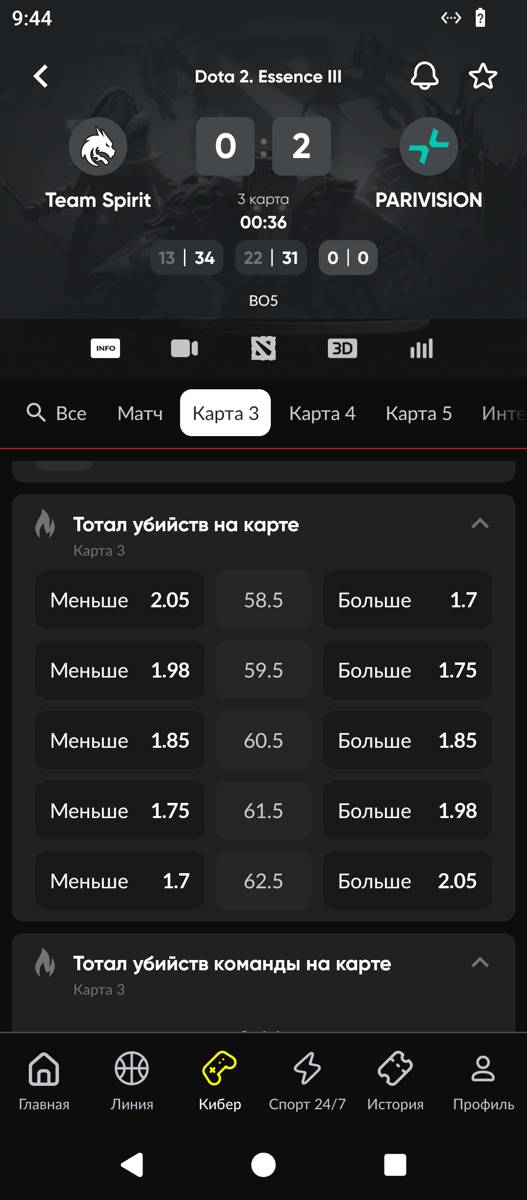 9:44
Dota 2. Essence III
0 : 2
Team Spirit
PARIVISION
3 карта
00:36
13 | 34
22 | 31
0 | 0
BO5
INFO
3D
Все
Матч
Карта 3
Карта 4
Карта 5
Инте
Тотал убийств на карте
Карта 3
Меньше 2.05 58.5 Больше 1.7
Меньше 1.98 59.5 Больше 1.75
Меньше 1.85 60.5 Больше 1.85
Меньше 1.75 61.5 Больше 1.98
Меньше 1.7 62.5 Больше 2.05
Тотал убийств команды на карте
Карта 3
Главная
Линия
Кибер
Спорт 24/7
История
Профиль